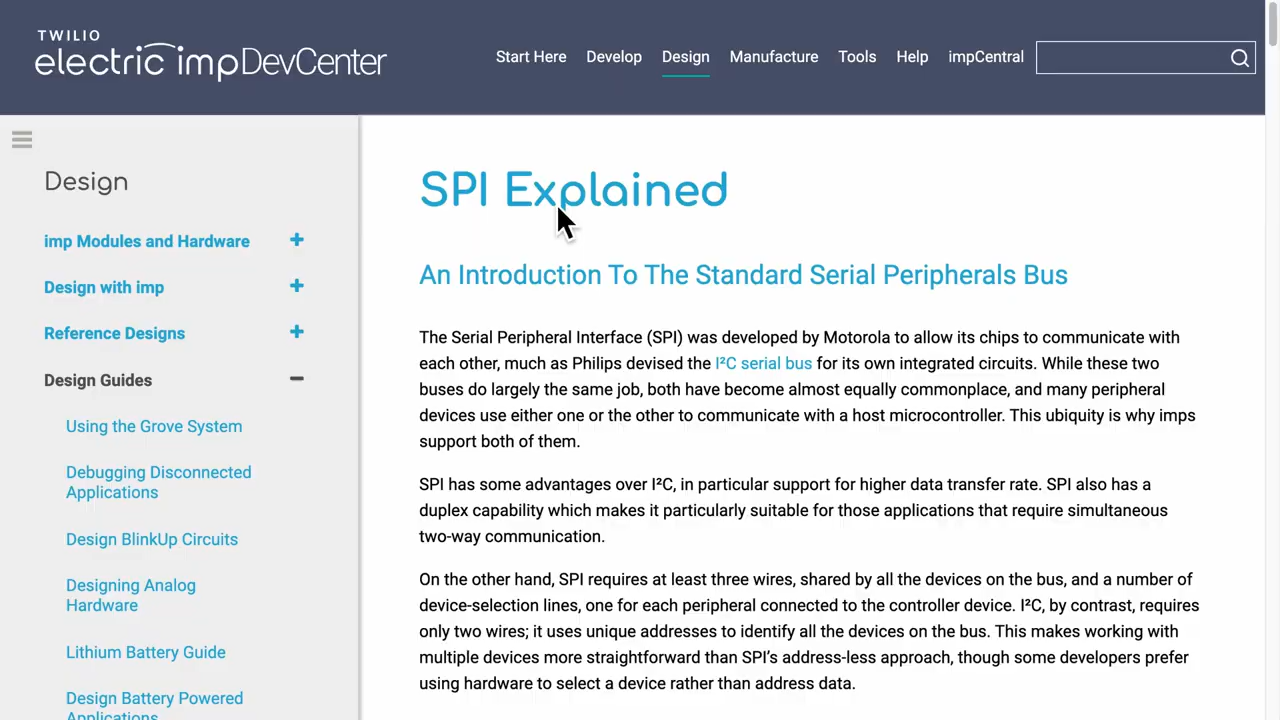 TWILIO
electric impDevCenter
Start Here Develop Design Manufacture Tools Help impCentral
Design
imp Modules and Hardware +
Design with imp +
Reference Designs +
Design Guides −
Using the Grove System
Debugging Disconnected
Applications
Design BlinkUp Circuits
Designing Analog
Hardware
Lithium Battery Guide
Design Battery Powered
Applications
SPI Explained
An Introduction To The Standard Serial Peripherals Bus
The Serial Peripheral Interface (SPI) was developed by Motorola to allow its chips to communicate with
each other, much as Philips devised the I²C serial bus for its own integrated circuits. While these two
buses do largely the same job, both have become almost equally commonplace, and many peripheral
devices use either one or the other to communicate with a host microcontroller. This ubiquity is why imps
support both of them.
SPI has some advantages over I²C, in particular support for higher data transfer rate. SPI also has a
duplex capability which makes it particularly suitable for those applications that require simultaneous
two-way communication.
On the other hand, SPI requires at least three wires, shared by all the devices on the bus, and a number of
device-selection lines, one for each peripheral connected to the controller device. I²C, by contrast, requires
only two wires; it uses unique addresses to identify all the devices on the bus. This makes working with
multiple devices more straightforward than SPI’s address-less approach, though some developers prefer
using hardware to select a device rather than address data.